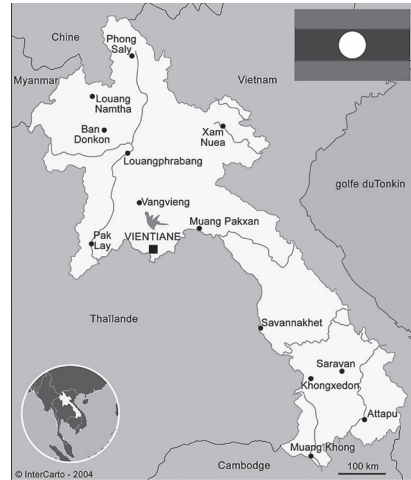 Chine
Phong
Saly
Myanmar
Vietnam
Louang
Namtha
Ban
Donkon
Xam
Nuea
Louangphrabang
golfe duTonkin
Vangvieng
Muang Pakxan
Pak
Lay
VIENTIANE
Thaïlande
Savannakhet
Saravan
Khongxedon
Attapu
Muang Khong
Cambodge
100 km
© InterCarto - 2004